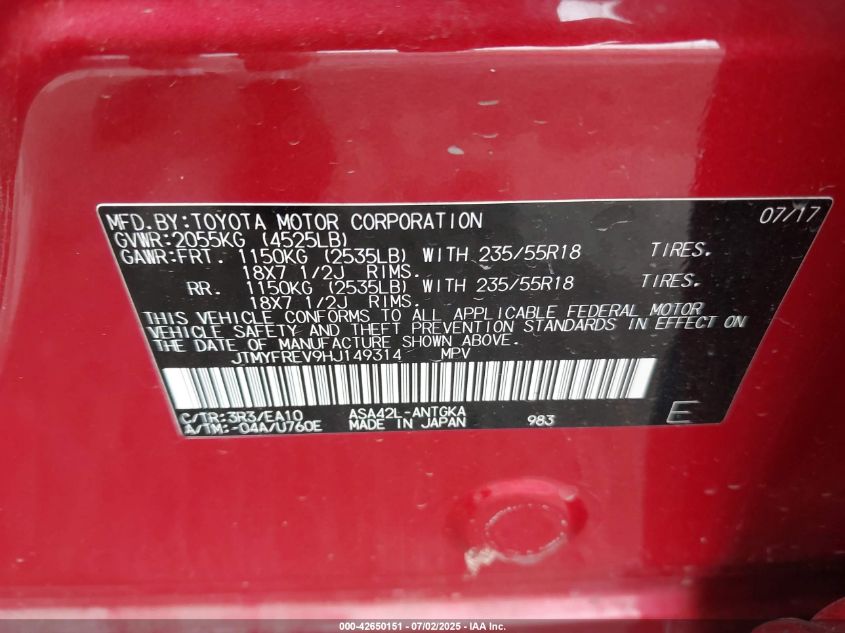 MFD.BY:TOYOTA MOTOR CORPORATION 07/17
GVWR:2055KG (4525LB)
GAWR:FRT. 1150KG (2535LB) WITH 235/55R18 TIRES.
18X7 1/2J RIMS.
RR. 1150KG (2535LB) WITH 235/55R18 TIRES.
18X7 1/2J RIMS.
THIS VEHICLE CONFORMS TO ALL APPLICABLE FEDERAL MOTOR
VEHICLE SAFETY AND THEFT PREVENTION STANDARDS IN EFFECT ON
THE DATE OF MANUFACTURE SHOWN ABOVE.
JTMYFREV9HJ149314 MPV
C/TR:3R3/EA10 ASA42L-ANTGKA E
A/TM:-04A/U760E MADE IN JAPAN 983
000-42650151 - 07/02/2025 - IAA Inc.